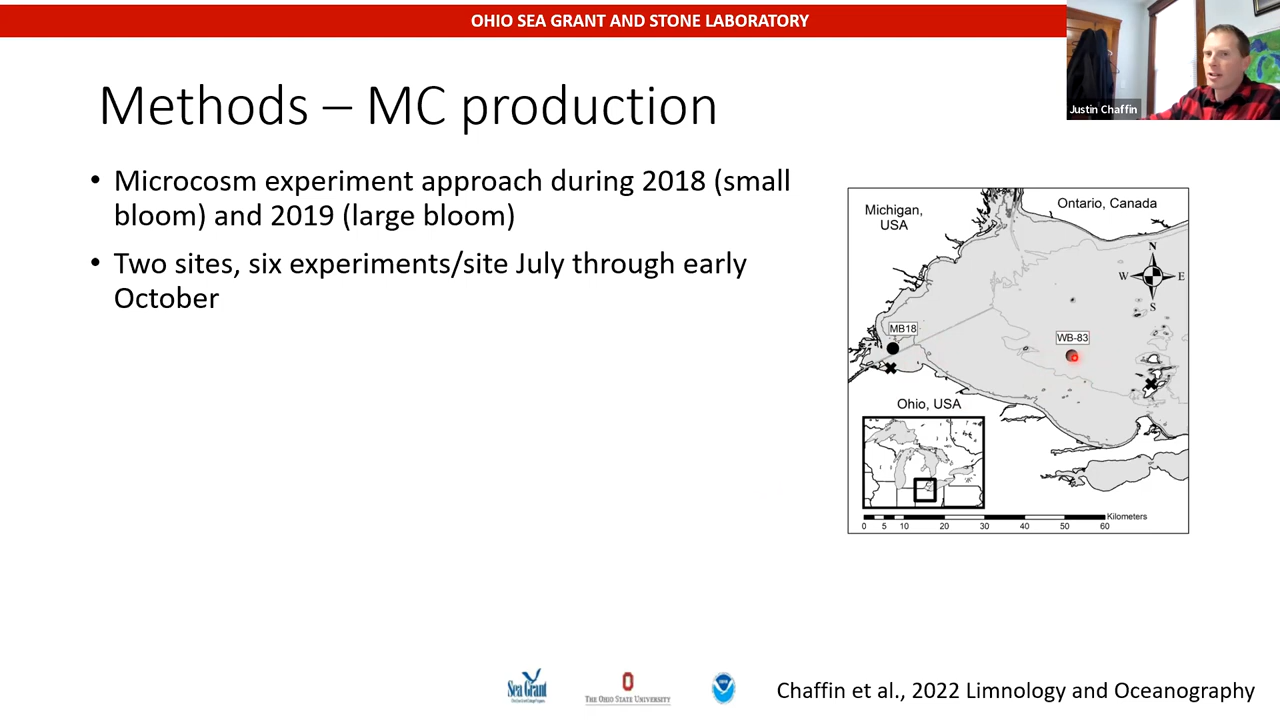 OHIO SEA GRANT AND STONE LABORATORY
Justin Chaffin
Methods – MC production
• Microcosm experiment approach during 2018 (small
bloom) and 2019 (large bloom)
• Two sites, six experiments/site July through early
October
Michigan,
USA
Ontario, Canada
N
W
E
S
MB18
WB-83
Ohio, USA
Kilometers
0 5 10 20 30 40 50 60
Sea Grant
THE OHIO STATE UNIVERSITY
Chaffin et al., 2022 Limnology and Oceanography